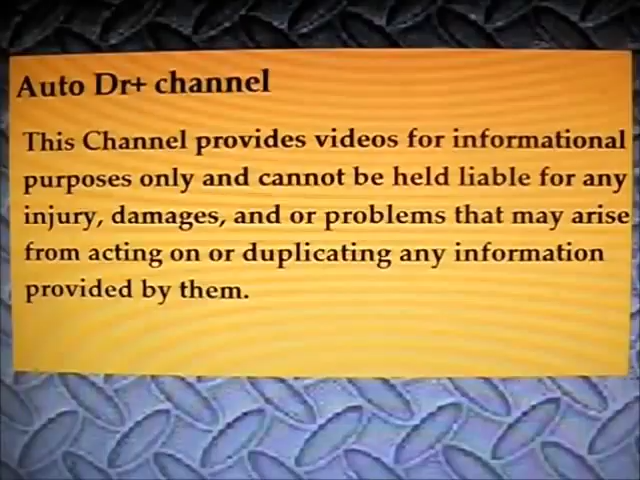 Auto Dr+ channel
This Channel provides videos for informational
purposes only and cannot be held liable for any
injury, damages, and or problems that may arise
from acting on or duplicating any information
provided by them.